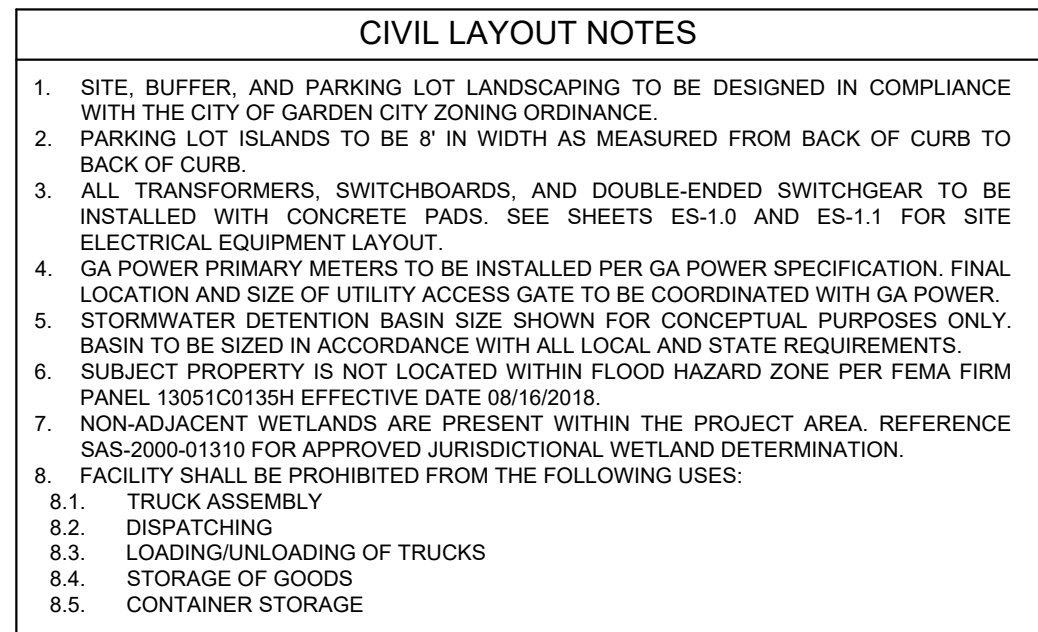 CIVIL LAYOUT NOTES
1. SITE, BUFFER, AND PARKING LOT LANDSCAPING TO BE DESIGNED IN COMPLIANCE
WITH THE CITY OF GARDEN CITY ZONING ORDINANCE.
2. PARKING LOT ISLANDS TO BE 8' IN WIDTH AS MEASURED FROM BACK OF CURB TO
BACK OF CURB.
3. ALL TRANSFORMERS, SWITCHBOARDS, AND DOUBLE-ENDED SWITCHGEAR TO BE
INSTALLED WITH CONCRETE PADS. SEE SHEETS ES-1.0 AND ES-1.1 FOR SITE
ELECTRICAL EQUIPMENT LAYOUT.
4. GA POWER PRIMARY METERS TO BE INSTALLED PER GA POWER SPECIFICATION. FINAL
LOCATION AND SIZE OF UTILITY ACCESS GATE TO BE COORDINATED WITH GA POWER.
5. STORMWATER DETENTION BASIN SIZE SHOWN FOR CONCEPTUAL PURPOSES ONLY.
BASIN TO BE SIZED IN ACCORDANCE WITH ALL LOCAL AND STATE REQUIREMENTS.
6. SUBJECT PROPERTY IS NOT LOCATED WITHIN FLOOD HAZARD ZONE PER FEMA FIRM
PANEL 13051C0135H EFFECTIVE DATE 08/16/2018.
7. NON-ADJACENT WETLANDS ARE PRESENT WITHIN THE PROJECT AREA. REFERENCE
SAS-2000-01310 FOR APPROVED JURISDICTIONAL WETLAND DETERMINATION.
8. FACILITY SHALL BE PROHIBITED FROM THE FOLLOWING USES:
8.1. TRUCK ASSEMBLY
8.2. DISPATCHING
8.3. LOADING/UNLOADING OF TRUCKS
8.4. STORAGE OF GOODS
8.5. CONTAINER STORAGE